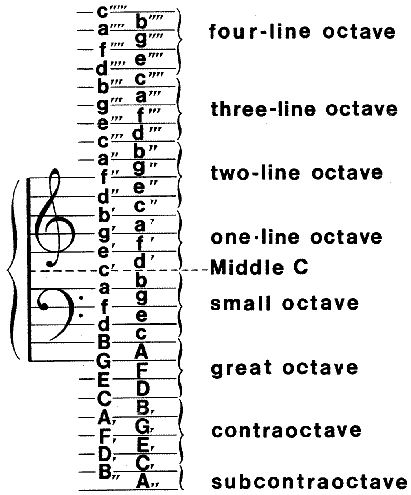 c'''''
b''''
a''''
four-line octave
g''''
f''''
e''''
d''''
c''''
b'''
a'''
g'''
three-line octave
f'''
e'''
d'''
c'''
b''
a''
g''
two-line octave
f''
e''
d''
c''
b'
a'
g'
one-line octave
f'
e'
d'
c'
Middle C
b
a
g
f
small octave
e
d
c
B
A
G
F
great octave
E
D
C
B,
A,
G,
contraoctave
F,
E,
D,
C,
B,,
A,,
subcontraoctave